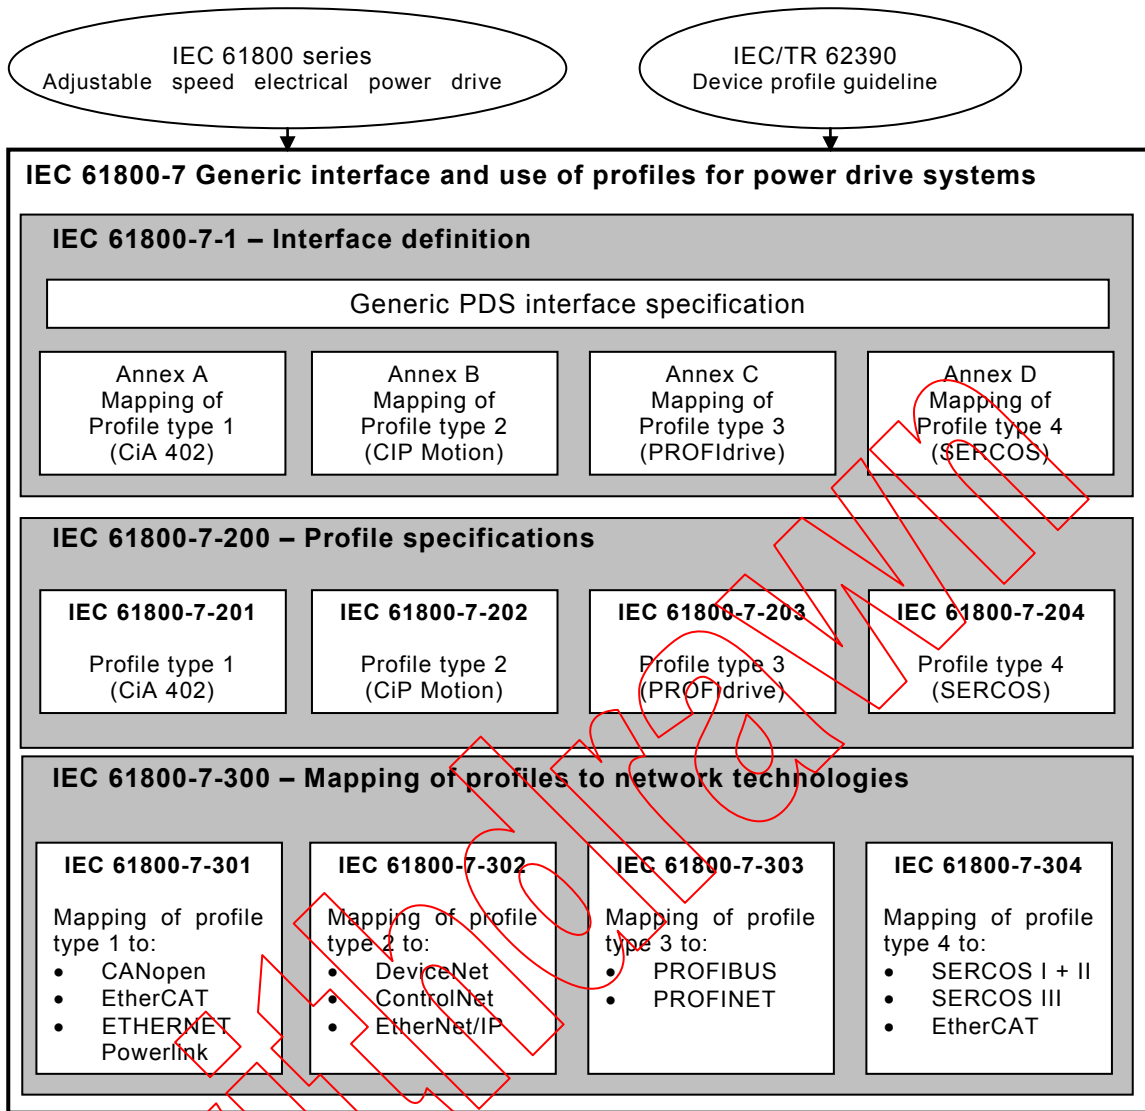 IEC 61800 series
Adjustable speed electrical power drive
IEC/TR 62390
Device profile guideline
IEC 61800-7 Generic interface and use of profiles for power drive systems
IEC 61800-7-1 – Interface definition
Generic PDS interface specification
Annex A
Mapping of
Profile type 1
(CiA 402)
Annex B
Mapping of
Profile type 2
(CIP Motion)
Annex C
Mapping of
Profile type 3
(PROFIdrive)
Annex D
Mapping of
Profile type 4
(SERCOS)
IEC 61800-7-200 – Profile specifications
IEC 61800-7-201
Profile type 1
(CiA 402)
IEC 61800-7-202
Profile type 2
(CiP Motion)
IEC 61800-7-203
Profile type 3
(PROFIdrive)
IEC 61800-7-204
Profile type 4
(SERCOS)
IEC 61800-7-300 – Mapping of profiles to network technologies
IEC 61800-7-301
Mapping of profile
type 1 to:
• CANopen
• EtherCAT
• ETHERNET
Powerlink
IEC 61800-7-302
Mapping of profile
type 2 to:
• DeviceNet
• ControlNet
• EtherNet/IP
IEC 61800-7-303
Mapping of profile
type 3 to:
• PROFIBUS
• PROFINET
IEC 61800-7-304
Mapping of profile
type 4 to:
• SERCOS I + II
• SERCOS III
• EtherCAT